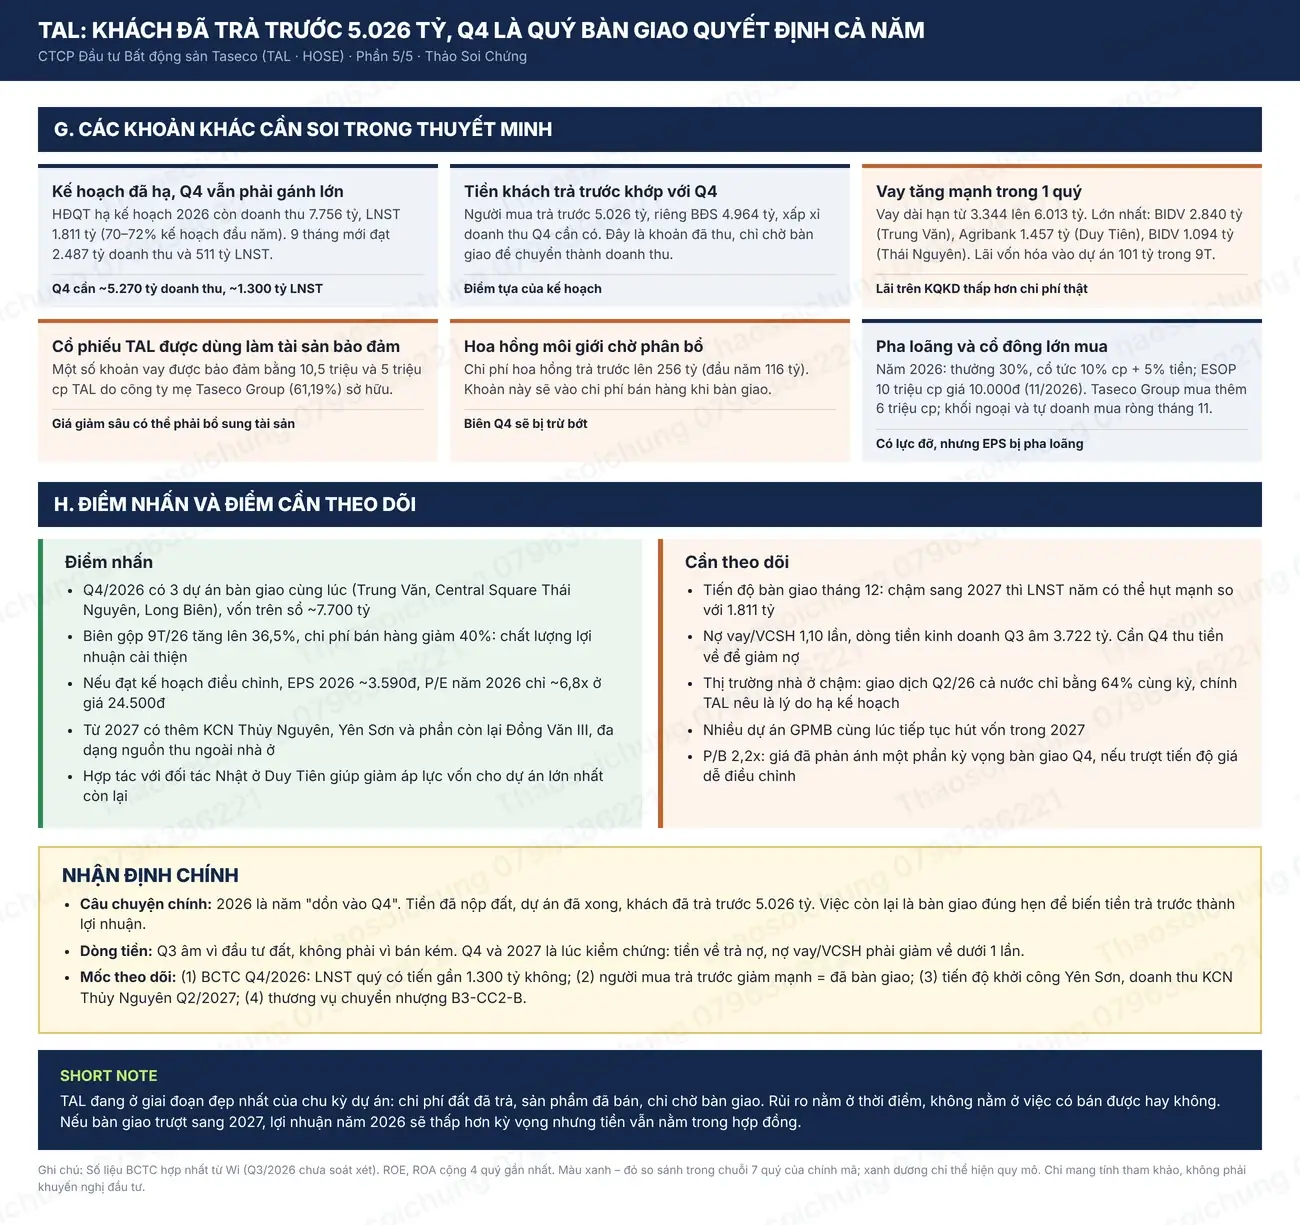 TAL: KHÁCH ĐÃ TRẢ TRƯỚC 5.026 TỶ, Q4 LÀ QUÝ BÀN GIAO QUYẾT ĐỊNH CẢ NĂM
CTCP Đầu tư Bất động sản Taseco (TAL · HOSE) · Phần 5/5 · Thảo Soi Chứng
G. CÁC KHOẢN KHÁC CẦN SOI TRONG THUYẾT MINH
Kế hoạch đã hạ, Q4 vẫn phải gánh lớn
HĐQT hạ kế hoạch 2026 còn doanh thu 7.756 tỷ, LNST
1.811 tỷ (70–72% kế hoạch đầu năm). 9 tháng mới đạt
2.487 tỷ doanh thu và 511 tỷ LNST.
Q4 cần ~5.270 tỷ doanh thu, ~1.300 tỷ LNST
Tiền khách trả trước khớp với Q4
Người mua trả trước 5.026 tỷ, riêng BĐS 4.964 tỷ, xấp xỉ
doanh thu Q4 cần có. Đây là khoản đã thu, chỉ chờ bàn
giao để chuyển thành doanh thu.
Điểm tựa của kế hoạch
Vay tăng mạnh trong 1 quý
Vay dài hạn từ 3.344 lên 6.013 tỷ. Lớn nhất: BIDV 2.840 tỷ
(Trung Văn), Agribank 1.457 tỷ (Duy Tiên), BIDV 1.094 tỷ
(Thái Nguyên). Lãi vốn hóa vào dự án 101 tỷ trong 9T.
Lãi trên KQKD thấp hơn chi phí thật
Cổ phiếu TAL được dùng làm tài sản bảo đảm
Một số khoản vay được bảo đảm bằng 10,5 triệu và 5 triệu
cp TAL do công ty mẹ Taseco Group (61,19%) sở hữu.
Giá giảm sâu có thể phải bổ sung tài sản
Hoa hồng môi giới chờ phân bổ
Chi phí hoa hồng trả trước lên 256 tỷ (đầu năm 116 tỷ).
Khoản này sẽ vào chi phí bán hàng khi bàn giao.
Biên Q4 sẽ bị trừ bớt
Pha loãng và cổ đông lớn mua
Năm 2026: thưởng 30%, cổ tức 10% cp + 5% tiền; ESOP
10 triệu cp giá 10.000đ (11/2026). Taseco Group mua thêm
6 triệu cp; khối ngoại và tự doanh mua ròng tháng 11.
Có lực đỡ, nhưng EPS bị pha loãng
H. ĐIỂM NHẤN VÀ ĐIỂM CẦN THEO DÕI
Điểm nhấn
• Q4/2026 có 3 dự án bàn giao cùng lúc (Trung Văn, Central Square Thái
Nguyên, Long Biên), vốn trên sổ ~7.700 tỷ
• Biên gộp 9T/26 tăng lên 36,5%, chi phí bán hàng giảm 40%: chất lượng lợi
nhuận cải thiện
• Nếu đạt kế hoạch điều chỉnh, EPS 2026 ~3.590đ, P/E năm 2026 chỉ ~6,8x ở
giá 24.500đ
• Từ 2027 có thêm KCN Thủy Nguyên, Yên Sơn và phần còn lại Đồng Văn III, đa
dạng nguồn thu ngoài nhà ở
• Hợp tác với đối tác Nhật ở Duy Tiên giúp giảm áp lực vốn cho dự án lớn nhất
còn lại
Cần theo dõi
• Tiến độ bàn giao tháng 12: chậm sang 2027 thì LNST năm có thể hụt mạnh so
với 1.811 tỷ
• Nợ vay/VCSH 1,10 lần, dòng tiền kinh doanh Q3 âm 3.722 tỷ. Cần Q4 thu tiền
về để giảm nợ
• Thị trường nhà ở chậm: giao dịch Q2/26 cả nước chỉ bằng 64% cùng kỳ, chính
TAL nêu là lý do hạ kế hoạch
• Nhiều dự án GPMB cùng lúc tiếp tục hút vốn trong 2027
• P/B 2,2x: giá đã phản ánh một phần kỳ vọng bàn giao Q4, nếu trượt tiến độ giá
dễ điều chỉnh
NHẬN ĐỊNH CHÍNH
• Câu chuyện chính: 2026 là năm "dồn vào Q4". Tiền đã nộp đất, dự án đã xong, khách đã trả trước 5.026 tỷ. Việc còn lại là bàn giao đúng hẹn để biến tiền trả trước thành
lợi nhuận.
• Dòng tiền: Q3 âm vì đầu tư đất, không phải vì bán kém. Q4 và 2027 là lúc kiểm chứng: tiền về trả nợ, nợ vay/VCSH phải giảm về dưới 1 lần.
• Mốc theo dõi: (1) BCTC Q4/2026: LNST quý có tiến gần 1.300 tỷ không; (2) người mua trả trước giảm mạnh = đã bàn giao; (3) tiến độ khởi công Yên Sơn, doanh thu KCN
Thủy Nguyên Q2/2027; (4) thương vụ chuyển nhượng B3-CC2-B.
SHORT NOTE
TAL đang ở giai đoạn đẹp nhất của chu kỳ dự án: chi phí đất đã trả, sản phẩm đã bán, chỉ chờ bàn giao. Rủi ro nằm ở thời điểm, không nằm ở việc có bán được hay không.
Nếu bàn giao trượt sang 2027, lợi nhuận năm 2026 sẽ thấp hơn kỳ vọng nhưng tiền vẫn nằm trong hợp đồng.
Ghi chú: Số liệu BCTC hợp nhất từ Wi (Q3/2026 chưa soát xét). ROE, ROA cộng 4 quý gần nhất. Màu xanh – đỏ so sánh trong chuỗi 7 quý của chính mã; xanh dương chỉ thể hiện quy mô. Chỉ mang tính tham khảo, không phải
khuyến nghị đầu tư.
Thaosoichung 0796386221